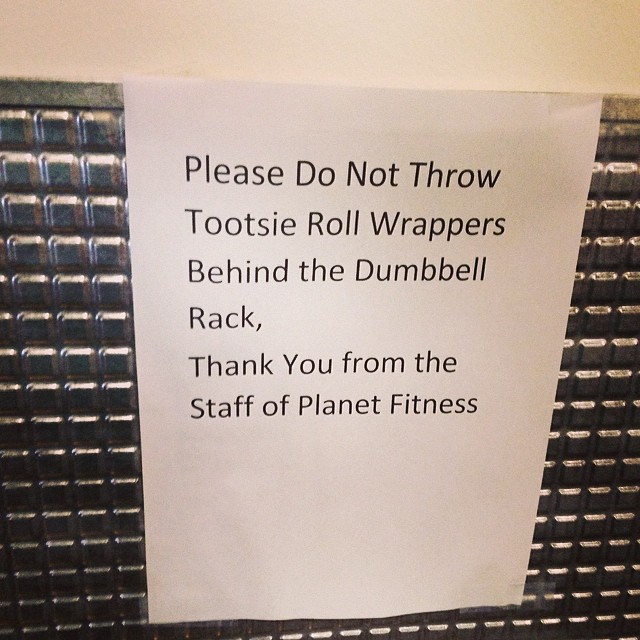 Please Do Not Throw
Tootsie Roll Wrappers
Behind the Dumbbell
Rack,
Thank You from the
Staff of Planet Fitness